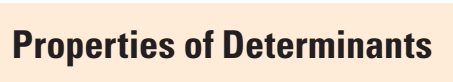 Properties of Determinants